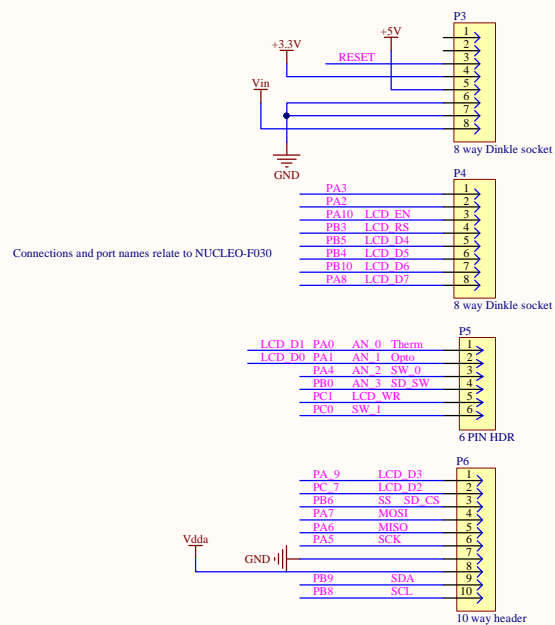 P3
+5V
1
+3.3V
2
RESET 3
4
Vin
5
6
7
8
8 way Dinkle socket
GND
P4
PA3 1
PA2 2
PA10 LCD_EN 3
PB3 LCD_RS 4
PB5 LCD_D4 5
Connections and port names relate to NUCLEO-F030
PB4 LCD_D5 6
PB10 LCD_D6 7
PA8 LCD_D7 8
8 way Dinkle socket
P5
LCD_D1 PA0 AN_0 Therm 1
LCD_D0 PA1 AN_1 Opto 2
PA4 AN_2 SW_0 3
PB0 AN_3 SD_SW 4
PC1 LCD_WR 5
PC0 SW_1 6
6 PIN HDR
P6
PA_9 LCD_D3 1
PC_7 LCD_D2 2
PB6 SS SD_CS 3
PA7 MOSI 4
PA6 MISO 5
PA5 SCK 6
Vdda
GND 7
8
PB9 SDA 9
PB8 SCL 10
10 way header